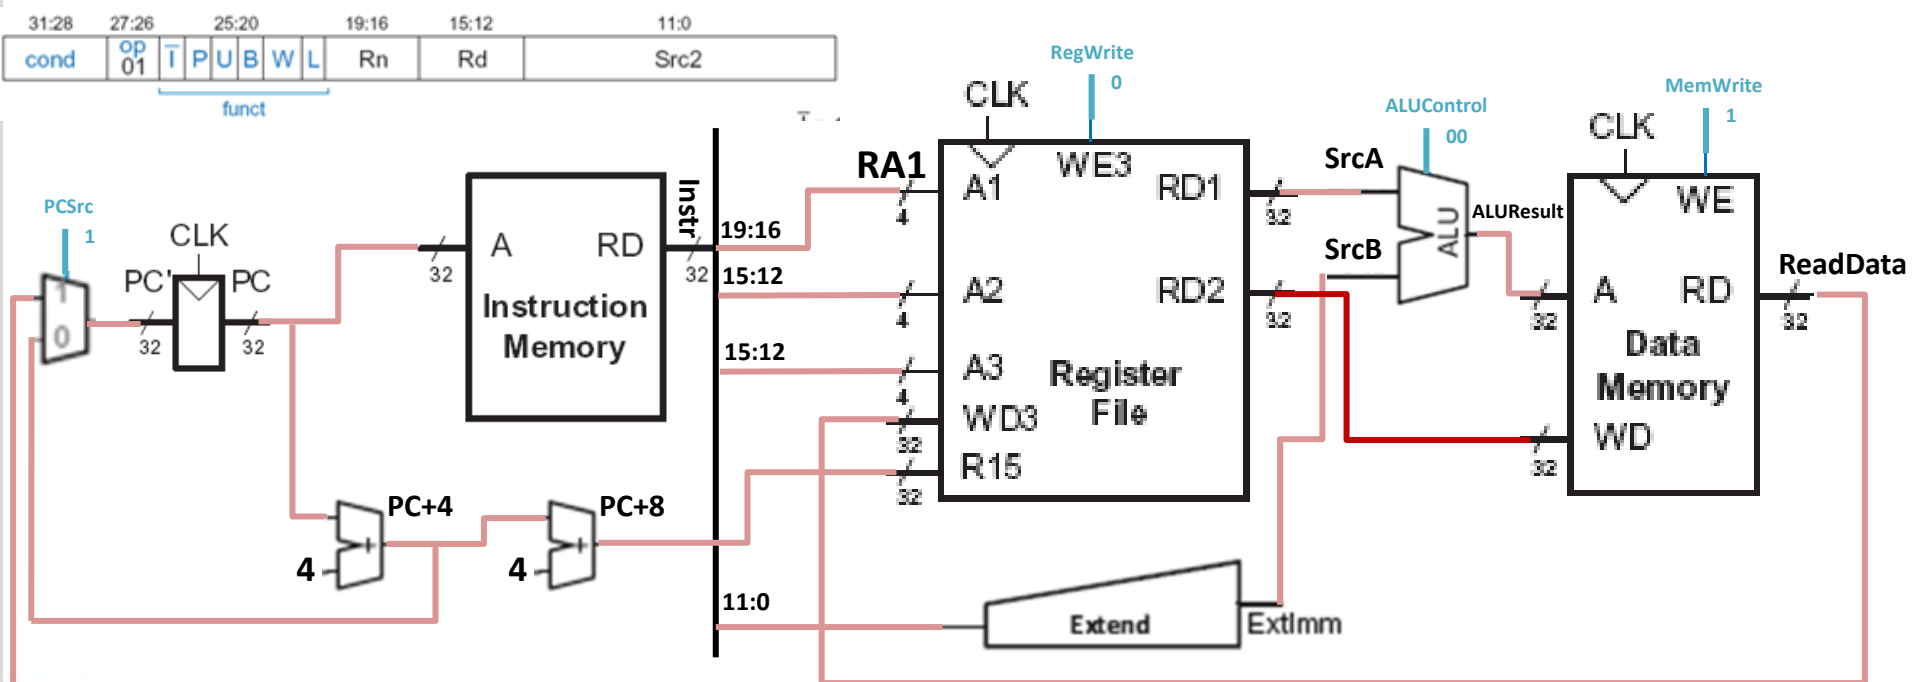 31:28 27:26 25:20 19:16 15:12 11:0
cond op 01 I P U B W L Rn Rd Src2
funct
RegWrite
0
CLK
ALUControl
00
MemWrite
1
CLK
RA1
WE3
A1
RD1
4
32
SrcA
ALUResult
WE
Instr
PCSrc
1
CLK
19:16
A RD
32 32
SrcB
ALU
PC' PC
1
0
32 32
15:12
A2
RD2
4
32
A RD
32 32
ReadData
Instruction
Memory
15:12
A3
4
Register
File
Data
Memory
WD3
32
WD
32
R15
32
PC+4
PC+8
4 +
4 +
11:0
Extend
ExtImm